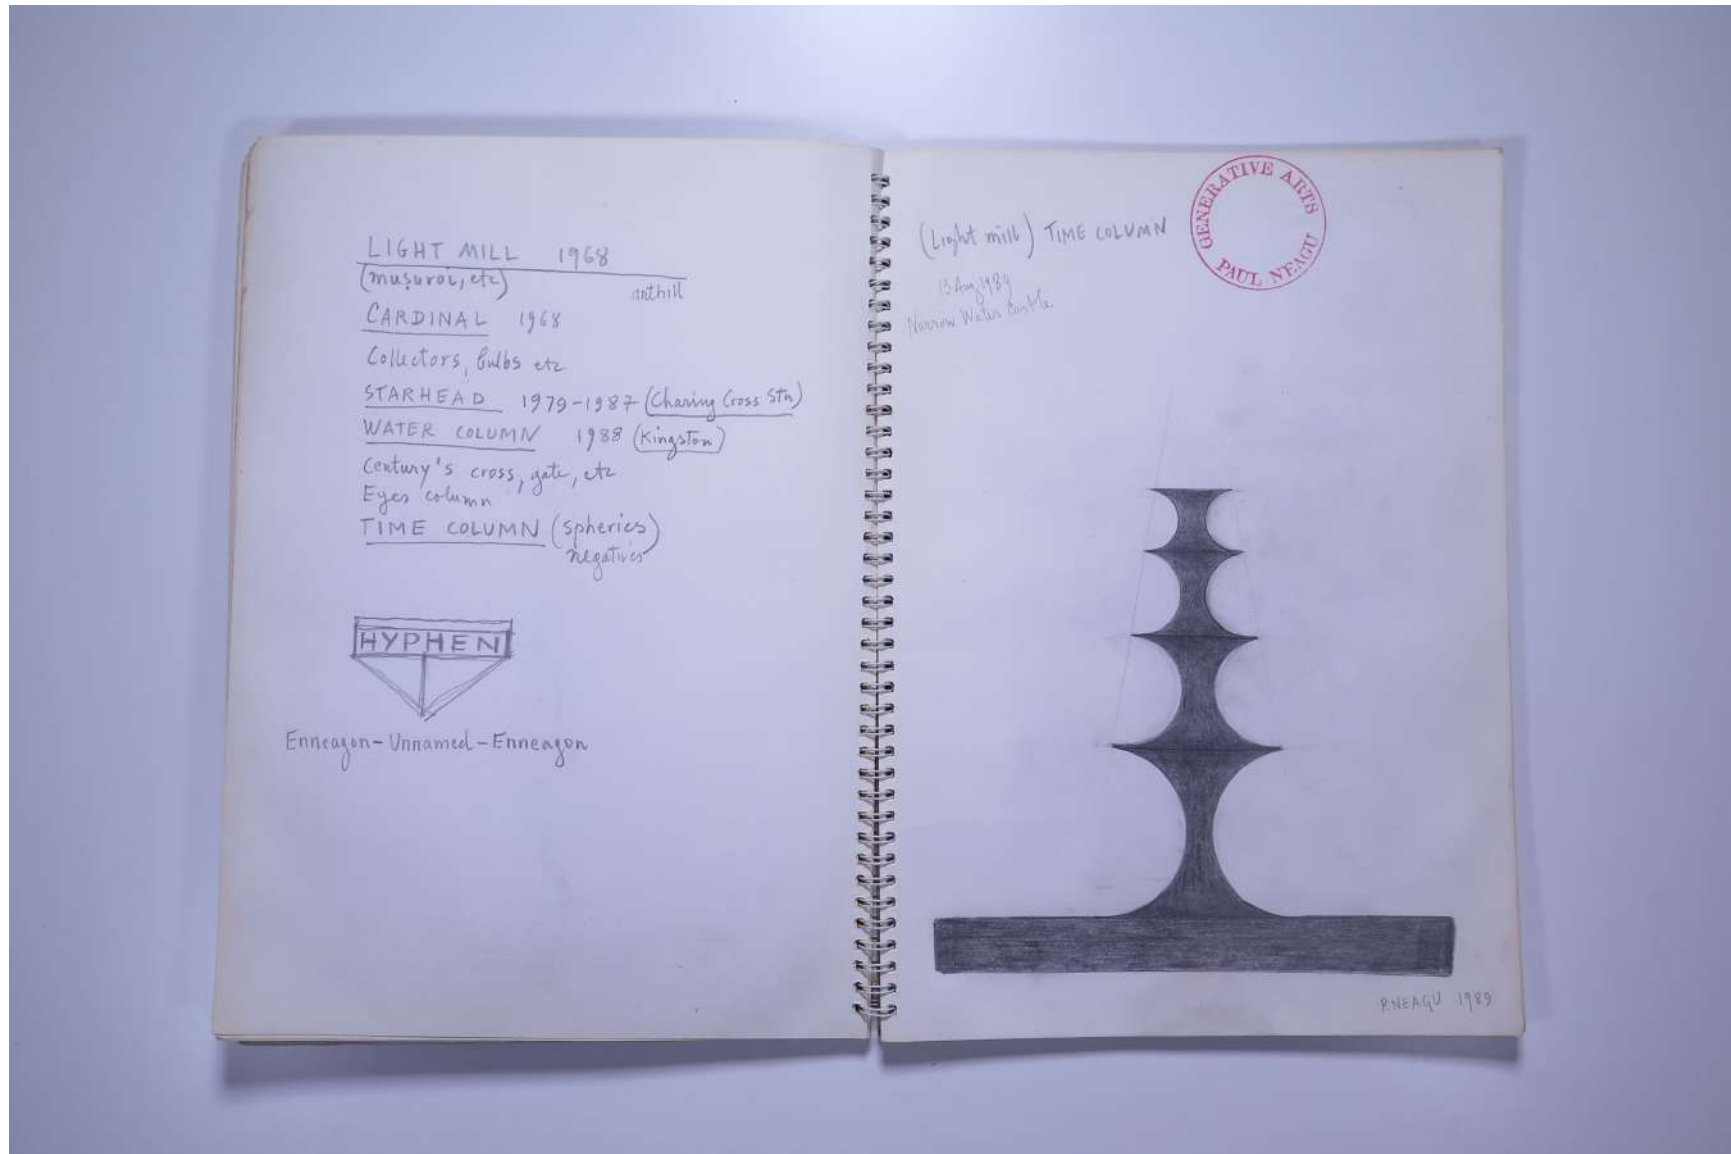 LIGHT MILL 1968
(mușuroi, etc)
anthill
CARDINAL 1968
Collectors, bulbs etc
STARHEAD 1979-1987 (Charing Cross Stn)
WATER COLUMN 1988 (Kingston)
Century's cross, gate, etc
Eyes column
TIME COLUMN (spherics)
negatives
HYPHEN
Enneagon-Unnamed-Enneagon
(Light mill) TIME COLUMN
13 Aug 1989
Narrow Water Castle
GENERATIVE ARTS
PAUL NEAGU
P.NEAGU 1989